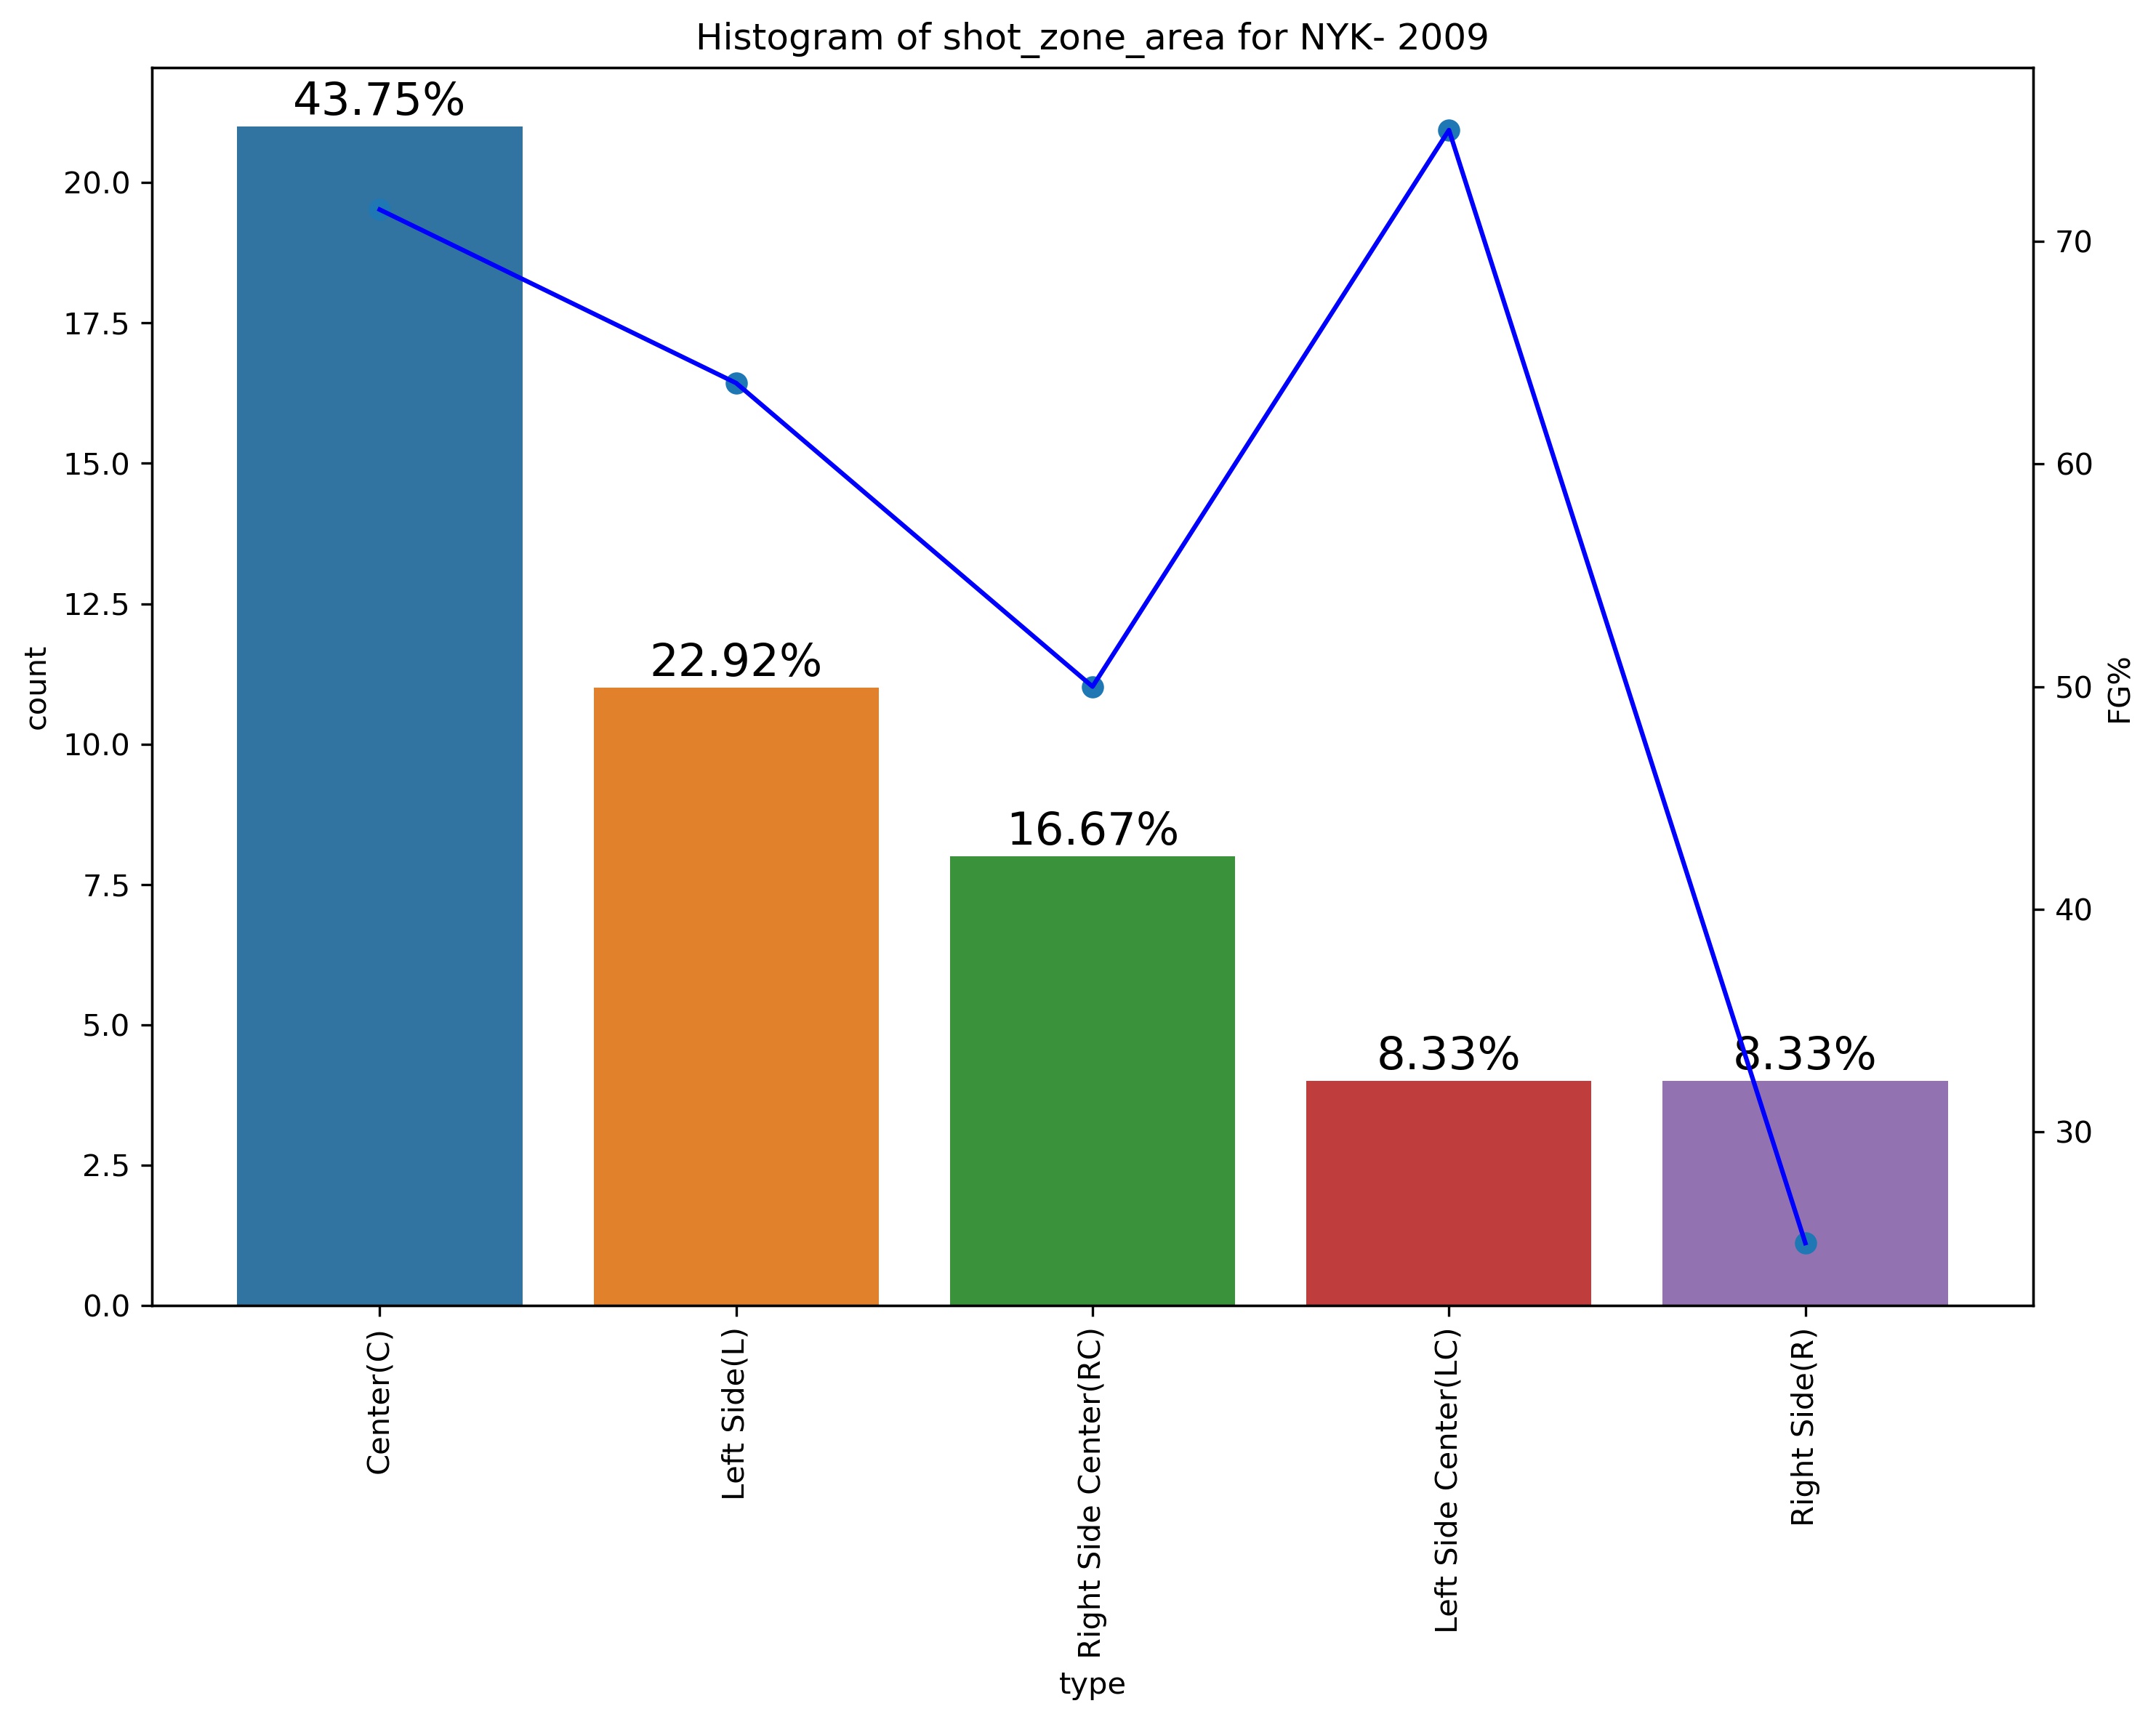 Histogram of shot_zone_area for NYK- 2009
43.75%
22.92%
16.67%
8.33%
8.33%
count
20.0
17.5
15.0
12.5
10.0
7.5
5.0
2.5
0.0
FG%
70
60
50
40
30
Center(C)
Left Side(L)
Right Side Center(RC)
Left Side Center(LC)
Right Side(R)
type